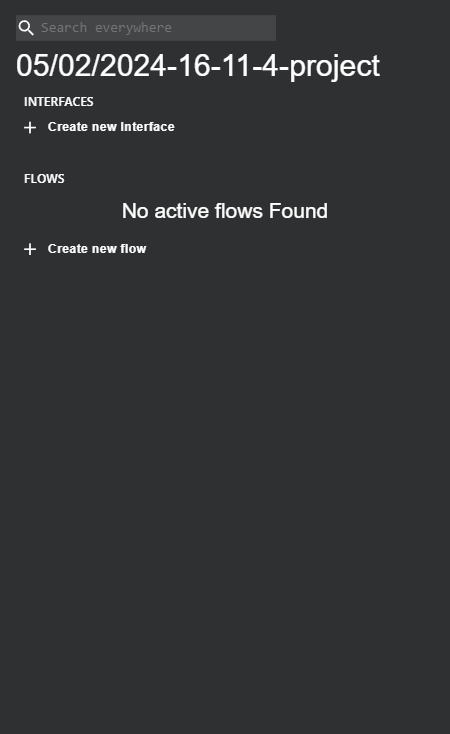 Search everywhere
05/02/2024-16-11-4-project
INTERFACES
Create new Interface
FLOWS
No active flows Found
Create new flow